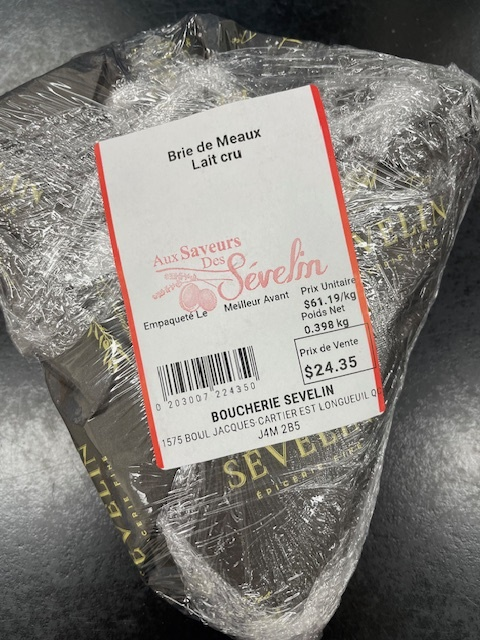 Brie de Meaux
Lait cru
Aux Saveurs
Des
Sévelin
Empaqueté Le
Meilleur Avant
Prix Unitaire
$61.19/kg
Poids Net
0.398 kg
Prix de Vente
$24.35
0 203007 224350
BOUCHERIE SEVELIN
1575 BOUL JACQUES-CARTIER EST LONGUEUIL Q
J4M 2B5
SEVELIN
ÉPICERIE FINE